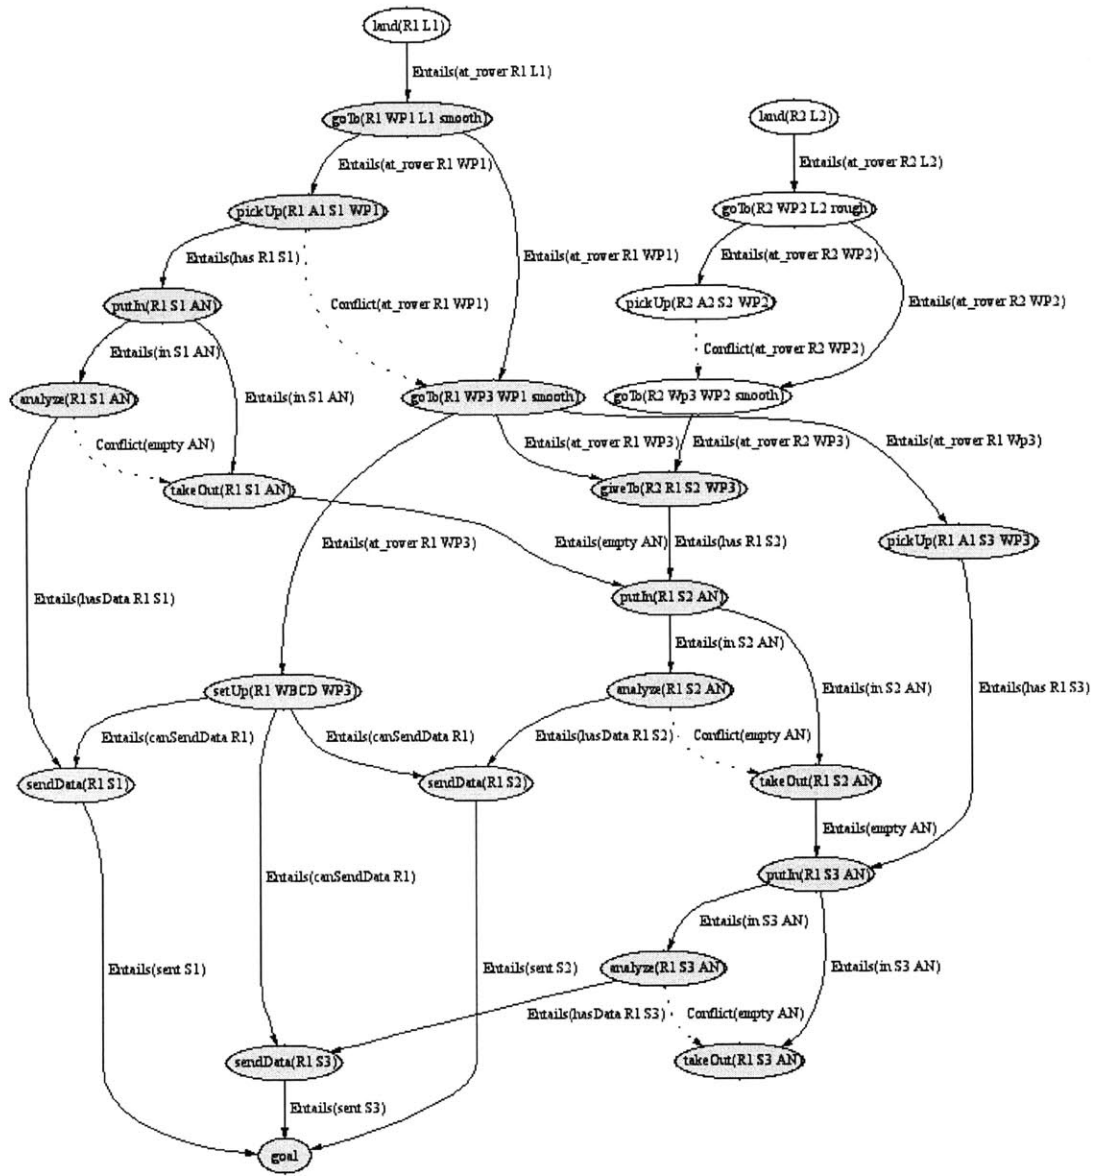 land(R1 L1)
Entails(at_rover R1 L1)
goTo(R1 WP1 L1 smooth)
land(R2 L2)
Entails(at_rover R1 WP1)
Entails(at_rover R2 L2)
pickUp(R1 A1 S1 WP1)
goTo(R2 WP2 L2 rough)
Entails(has R1 S1)
Entails(at_rover R1 WP1)
Entails(at_rover R2 WP2)
putIn(R1 S1 AN)
Conflict(at_rover R1 WP1)
pickUp(R2 A2 S2 WP2)
Entails(at_rover R2 WP2)
Entails(in S1 AN)
Conflict(at_rover R2 WP2)
analyze(R1 S1 AN)
Entails(in S1 AN)
goTo(R1 WP3 WP1 smooth)
goTo(R2 Wp3 WP2 smooth)
Conflict(empty AN)
Entails(at_rover R1 WP3)
Entails(at_rover R2 WP3)
Entails(at_rover R1 Wp3)
takeOut(R1 S1 AN)
giveTo(R2 R1 S2 WP3)
Entails(at_rover R1 WP3)
Entails(empty AN)
Entails(has R1 S2)
pickUp(R1 A1 S3 WP3)
Entails(hasData R1 S1)
putIn(R1 S2 AN)
Entails(in S2 AN)
setUp(R1 WBCD WP3)
analyze(R1 S2 AN)
Entails(in S2 AN)
Entails(has R1 S3)
Entails(canSendData R1)
Entails(canSendData R1)
Entails(hasData R1 S2)
Conflict(empty AN)
sendData(R1 S1)
sendData(R1 S2)
takeOut(R1 S2 AN)
Entails(empty AN)
Entails(canSendData R1)
putIn(R1 S3 AN)
Entails(in S3 AN)
Entails(sent S1)
Entails(sent S2)
analyze(R1 S3 AN)
Entails(in S3 AN)
Entails(hasData R1 S3)
Conflict(empty AN)
sendData(R1 S3)
takeOut(R1 S3 AN)
Entails(sent S3)
goal